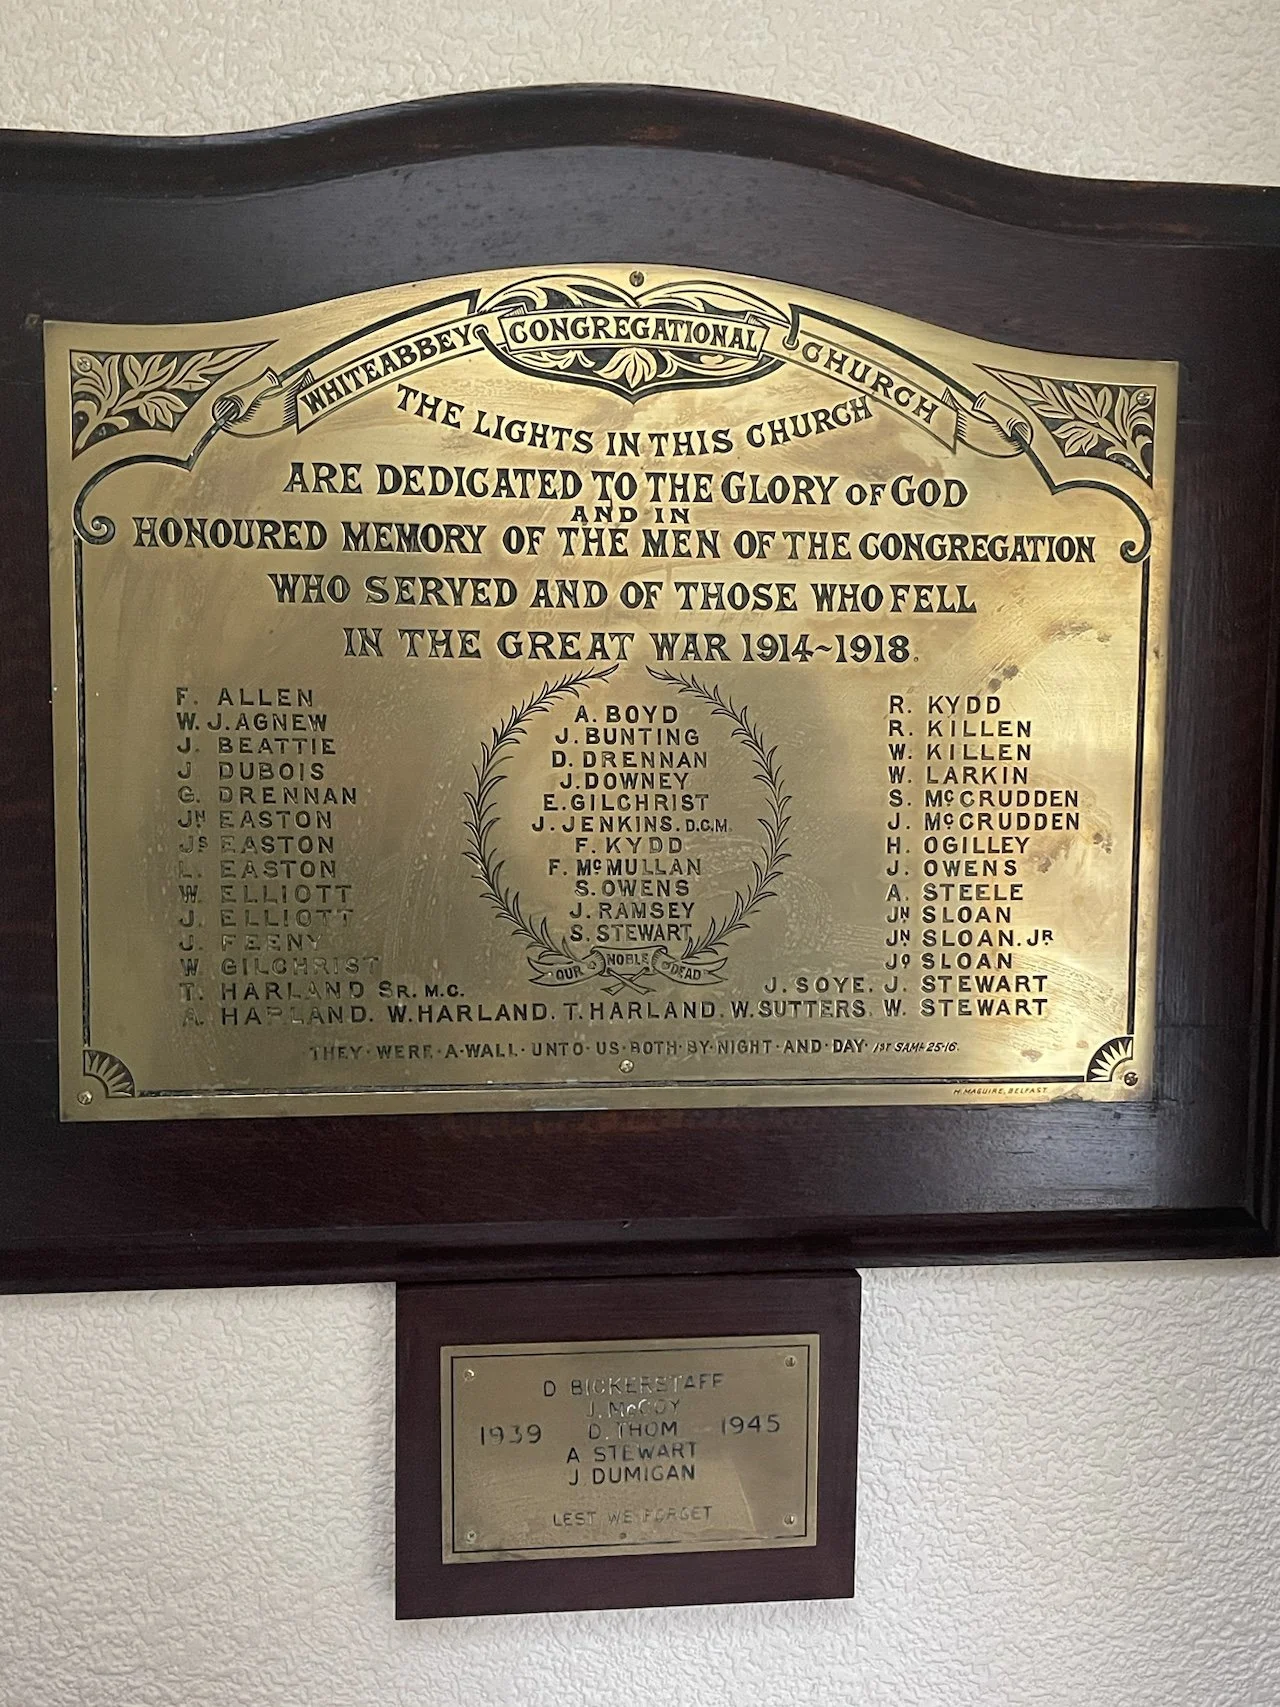 WHITEABBEY CONGREGATIONAL CHURCH
THE LIGHTS IN THIS CHURCH
ARE DEDICATED TO THE GLORY OF GOD
AND IN
HONOURED MEMORY OF THE MEN OF THE CONGREGATION
WHO SERVED AND OF THOSE WHO FELL
IN THE GREAT WAR 1914~1918.
F. ALLEN
W. J. AGNEW
J. BEATTIE
J DUBOIS
G. DRENNAN
JN EASTON
JS EASTON
L. EASTON
W. ELLIOTT
J. ELLIOTT
J. FEENY
W GILCHRIST
T. HARLAND SR. M.C.
A. BOYD
J. BUNTING
D. DRENNAN
J. DOWNEY
E. GILCHRIST
J. JENKINS. D.C.M.
F. KYDD
F. McMULLAN
S. OWENS
J. RAMSEY
S. STEWART
OUR NOBLE DEAD
R. KYDD
R. KILLEN
W. KILLEN
W. LARKIN
S. McCRUDDEN
J. McCRUDDEN
H. OGILLEY
J. OWENS
A. STEELE
JN SLOAN
JN SLOAN. JR
JO SLOAN
J. SOYE. J. STEWART
A. HARLAND. W. HARLAND. T. HARLAND. W. SUTTERS. W. STEWART
THEY·WERE·A·WALL·UNTO·US·BOTH·BY·NIGHT·AND·DAY· 1ST SAML 25·16.
H. MAGUIRE, BELFAST
D BICKERSTAFF
J. McCOY
1939 D. THOM 1945
A STEWART
J DUMIGAN
LEST WE FORGET